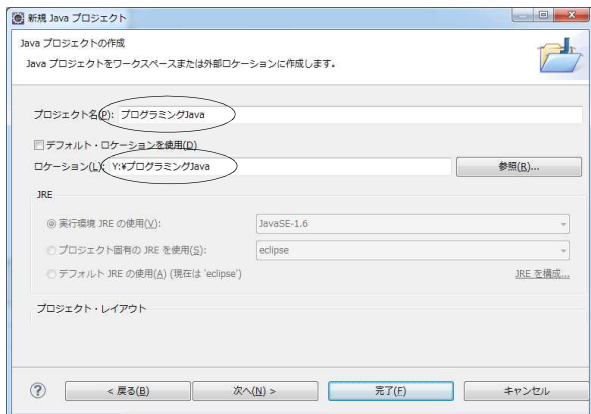 新規 Java プロジェクト
Java プロジェクトの作成
Java プロジェクトをワークスペースまたは外部ロケーションに作成します。
プロジェクト名(P): プログラミングJava
デフォルト・ロケーションを使用(D)
ロケーション(L): Y:¥プログラミングJava 参照(R)...
JRE
実行環境 JRE の使用(V): JavaSE-1.6
プロジェクト固有の JRE を使用(S): eclipse
デフォルト JRE の使用(A) (現在は 'eclipse') JRE を構成...
プロジェクト・レイアウト
? < 戻る(B) 次へ(N) > 完了(F) キャンセル